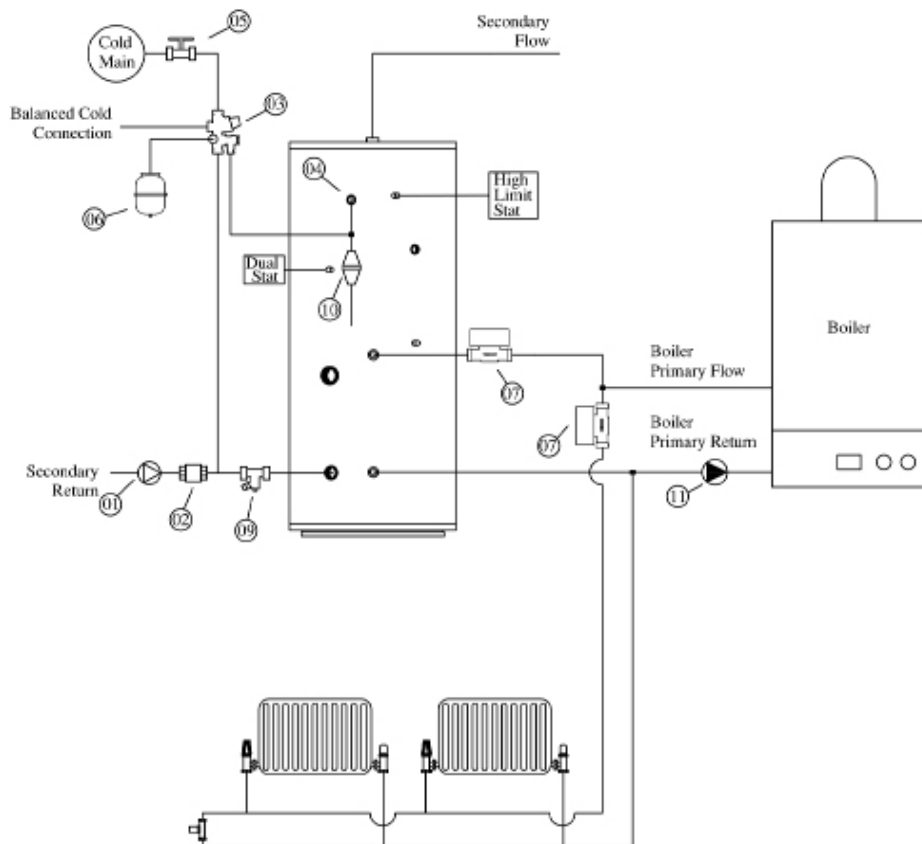 05
Cold
Main
Secondary
Flow
03
Balanced Cold
Connection
04
High
Limit
Stat
06
Dual
Stat
10
Boiler
07
Boiler
Primary Flow
07
Boiler
Primary Return
Secondary
Return
01
02
09
11